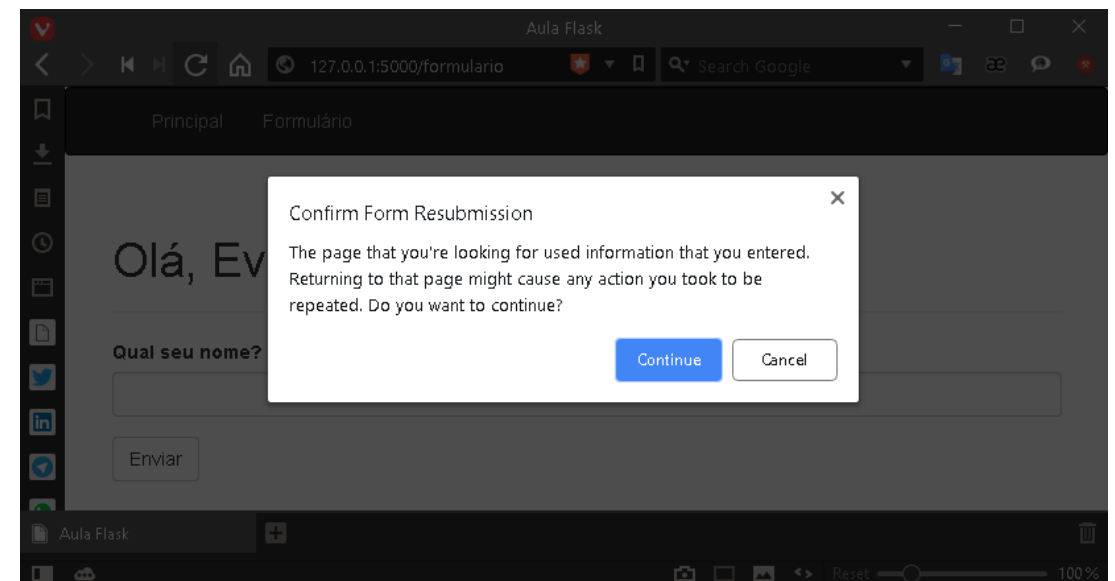 Aula Flask
127.0.0.1:5000/formulario
Search Google
Principal Formulário
Confirm Form Resubmission
The page that you're looking for used information that you entered.
Returning to that page might cause any action you took to be
repeated. Do you want to continue?
Continue Cancel
Olá, Ev
Qual seu nome?
Enviar
Aula Flask
Reset 100 %